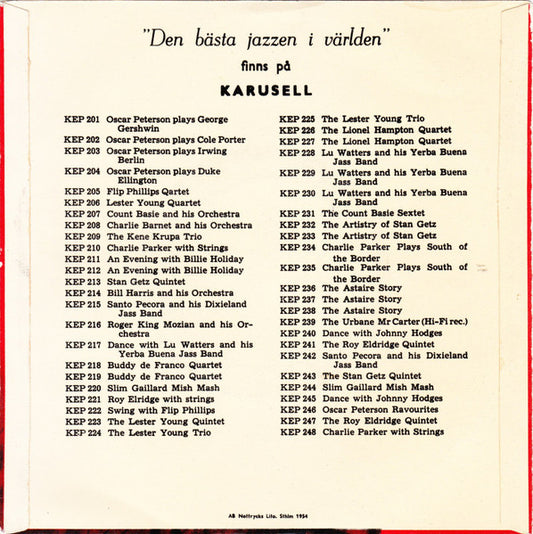 "Den bästa jazzen i världen"
finns på
KARUSELL
KEP 201 Oscar Peterson plays George
Gershwin
KEP 202 Oscar Peterson plays Cole Porter
KEP 203 Oscar Peterson plays Irwing
Berlin
KEP 204 Oscar Peterson plays Duke
Ellington
KEP 205 Flip Phillips Qartet
KEP 206 Lester Young Quartet
KEP 207 Count Basie and his Orchestra
KEP 208 Charlie Barnet and his Orchestra
KEP 209 The Kene Krupa Trio
KEP 210 Charlie Parker with Strings
KEP 211 An Evening with Billie Holiday
KEP 212 An Evening with Billie Holiday
KEP 213 Stan Getz Quintet
KEP 214 Bill Harris and his Orchestra
KEP 215 Santo Pecora and his Dixieland
Jass Band
KEP 216 Roger King Mozian and his Or-
chestra
KEP 217 Dance with Lu Watters and his
Yerba Buena Jass Band
KEP 218 Buddy de Franco Quartet
KEP 219 Buddy de Franco Quartet
KEP 220 Slim Gaillard Mish Mash
KEP 221 Roy Elridge with strings
KEP 222 Swing with Flip Phillips
KEP 223 The Lester Young Quintet
KEP 224 The Lester Young Trio
KEP 225 The Lester Young Trio
KEP 226 The Lionel Hampton Quartet
KEP 227 The Lionel Hampton Quartet
KEP 228 Lu Watters and his Yerba Buena
Jass Band
KEP 229 Lu Watters and his Yerba Buena
Jass Band
KEP 230 Lu Watters and his Yerba Buena
Jass Band
KEP 231 The Count Basie Sextet
KEP 232 The Artistry of Stan Getz
KEP 233 The Artistry of Stan Getz
KEP 234 Charlie Parker Plays South of
the Border
KEP 235 Charlie Parker Plays South of
the Border
KEP 236 The Astaire Story
KEP 237 The Astaire Story
KEP 238 The Astaire Story
KEP 239 The Urbane Mr Carter (Hi-Fi rec.)
KEP 240 Dance with Johnny Hodges
KEP 241 The Roy Eldridge Quintet
KEP 242 Santo Pecora and his Dixieland
Jass Band
KEP 243 The Stan Getz Quintet
KEP 244 Slim Gaillard Mish Mash
KEP 245 Dance with Johnny Hodges
KEP 246 Oscar Peterson Ravourites
KEP 247 The Roy Eldridge Quintet
KEP 248 Charlie Parker with Strings
AB Nottrycks Lito. Sthlm 1954